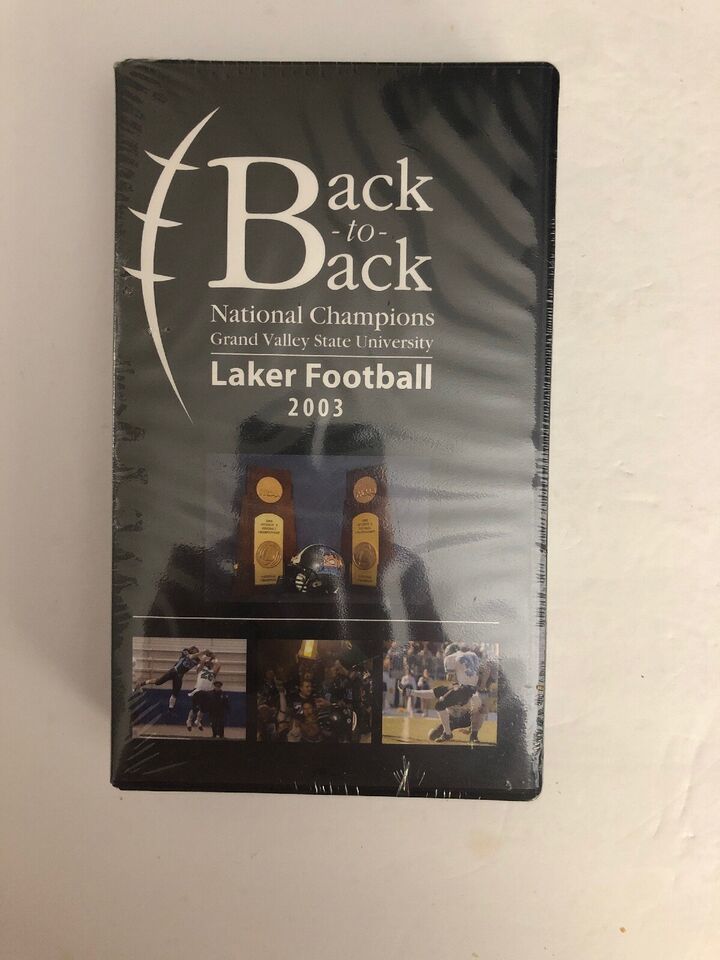 Back
-to-
Back
National Champions
Grand Valley State University
Laker Football
2003